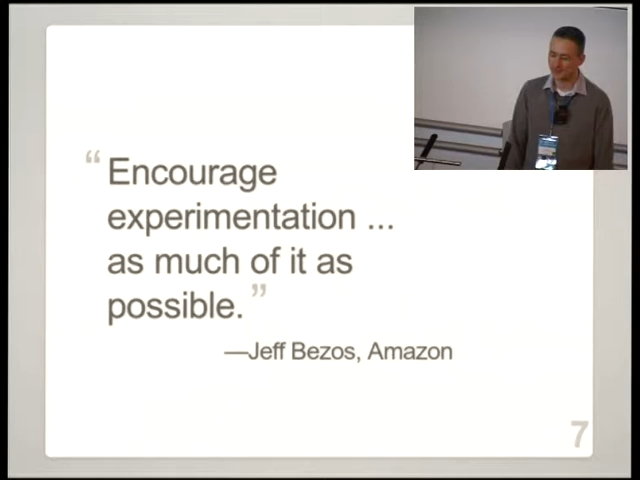 “Encourage
experimentation ...
as much of it as
possible.”
—Jeff Bezos, Amazon
7